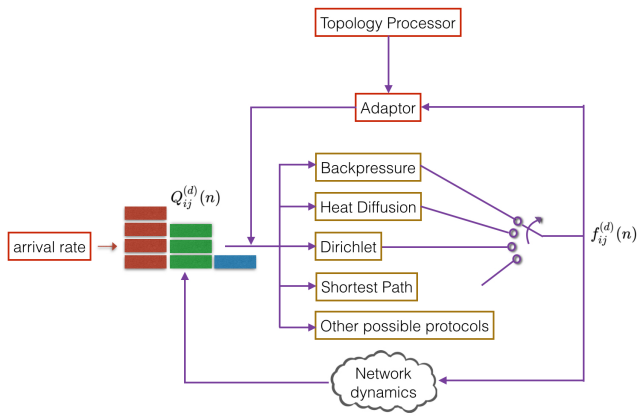 Topology Processor
Adaptor
Backpressure
Q_{ij}^{(d)}(n)
Heat Diffusion
arrival rate
Dirichlet
f_{ij}^{(d)}(n)
Shortest Path
Other possible protocols
Network
dynamics